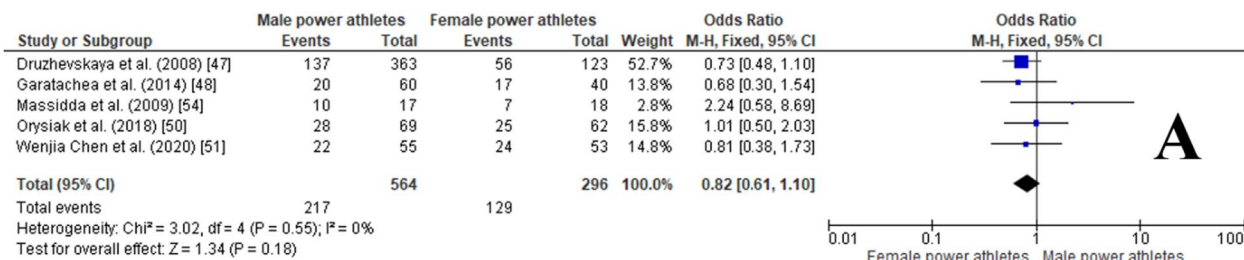 Male power athletes Female power athletes Odds Ratio Odds Ratio
Study or Subgroup Events Total Events Total Weight M-H, Fixed, 95% CI M-H, Fixed, 95% CI
Druzhevskaya et al. (2008) [47] 137 363 56 123 52.7% 0.73 [0.48, 1.10]
Garatachea et al. (2014) [48] 20 60 17 40 13.8% 0.68 [0.30, 1.54]
Massidda et al. (2009) [54] 10 17 7 18 2.8% 2.24 [0.58, 8.69]
Orysiak et al. (2018) [50] 28 69 25 62 15.8% 1.01 [0.50, 2.03]
Wenjia Chen et al. (2020) [51] 22 55 24 53 14.8% 0.81 [0.38, 1.73]
A
Total (95% CI) 564 296 100.0% 0.82 [0.61, 1.10]
Total events 217 129
Heterogeneity: Chi² = 3.02, df = 4 (P = 0.55); I² = 0%
Test for overall effect: Z = 1.34 (P = 0.18)
0.01 0.1 1 10 100
Female power athletes Male power athletes